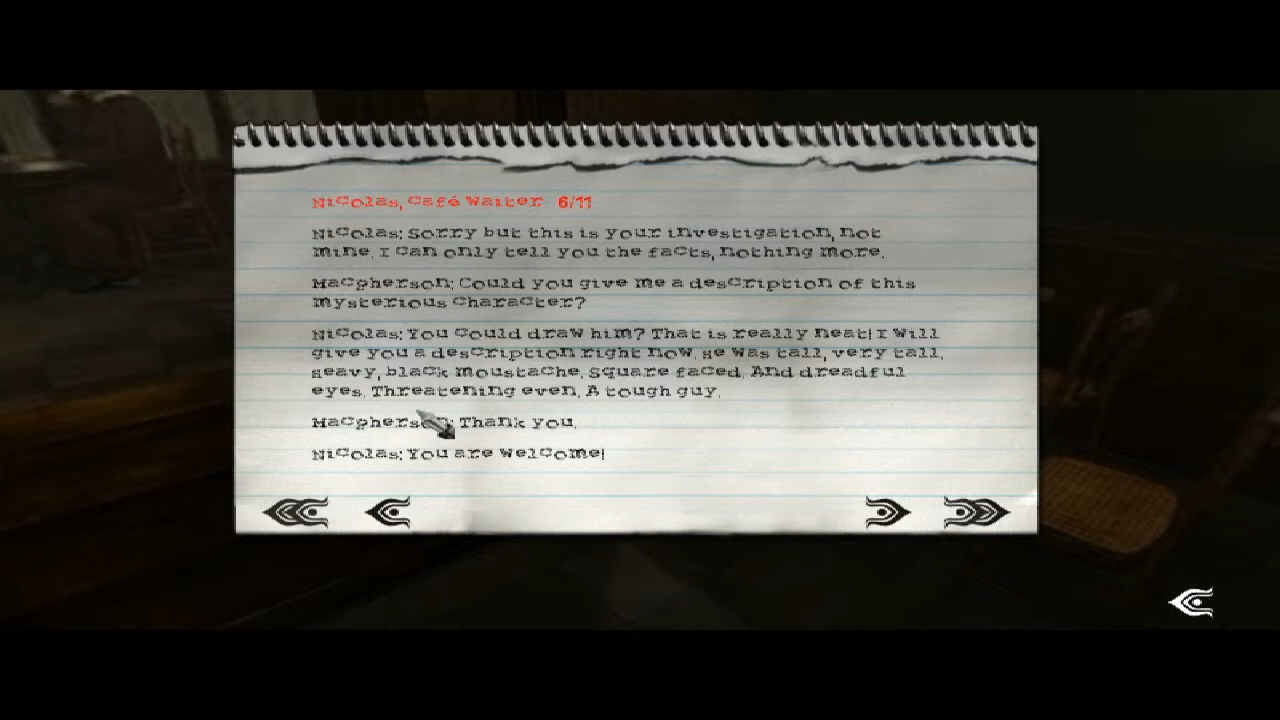 Nicolas, Café Waiter 6/11
Nicolas: Sorry but this is your investigation, not
mine. I can only tell you the facts, nothing more.
Macpherson: Could you give me a description of this
mysterious character?
Nicolas: You could draw him? That is really neat! I will
give you a description right now. He was tall, very tall.
Heavy, black moustache. Square faced. And dreadful
eyes. Threatening even. A tough guy.
Macpherson: Thank you.
Nicolas: You are welcome!